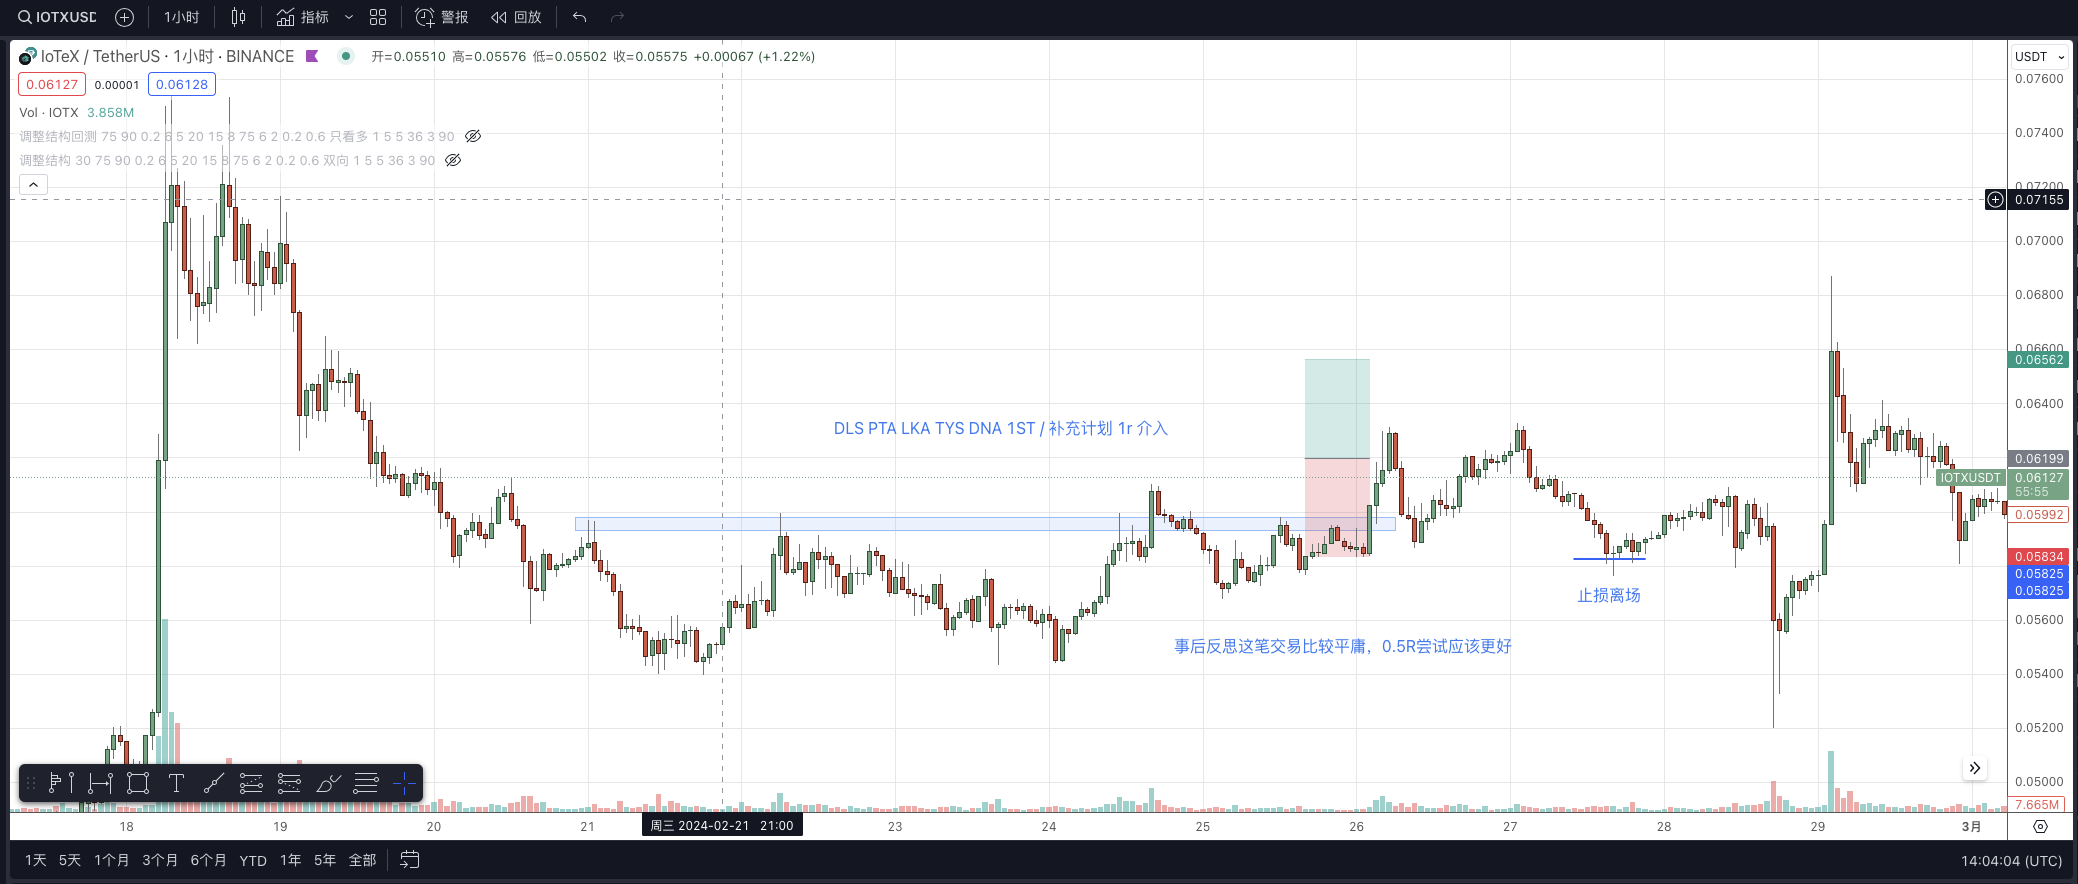 IOTXUSD 1小时 指标 警报 回放
IoTeX / TetherUS · 1小时 · BINANCE 开=0.05510 高=0.05576 低=0.05502 收=0.05575 +0.00067 (+1.22%)
USDT
0.06127 0.00001 0.06128
Vol · IOTX 3.858M
调整结构回测 75 90 0.2 6 5 20 15 8 75 6 2 0.2 0.6 只看多 1 5 5 36 3 90
调整结构 30 75 90 0.2 6 5 20 15 8 75 6 2 0.2 0.6 双向 1 5 5 36 3 90
0.07600
0.07400
0.07200
0.07155
0.07000
0.06800
0.06600
0.06562
0.06400
DLS PTA LKA TYS DNA 1ST / 补充计划 1r 介入
0.06199
IOTXUSDT 0.06127
55:55
0.05992
0.05834
0.05825
0.05825
止损离场
0.05600
事后反思这笔交易比较平庸，0.5R尝试应该更好
0.05400
0.05200
0.05000
7.665M
18 19 20 21 周三 2024-02-21 21:00 23 24 25 26 27 28 29 3月
1天 5天 1个月 3个月 6个月 YTD 1年 5年 全部 14:04:04 (UTC)